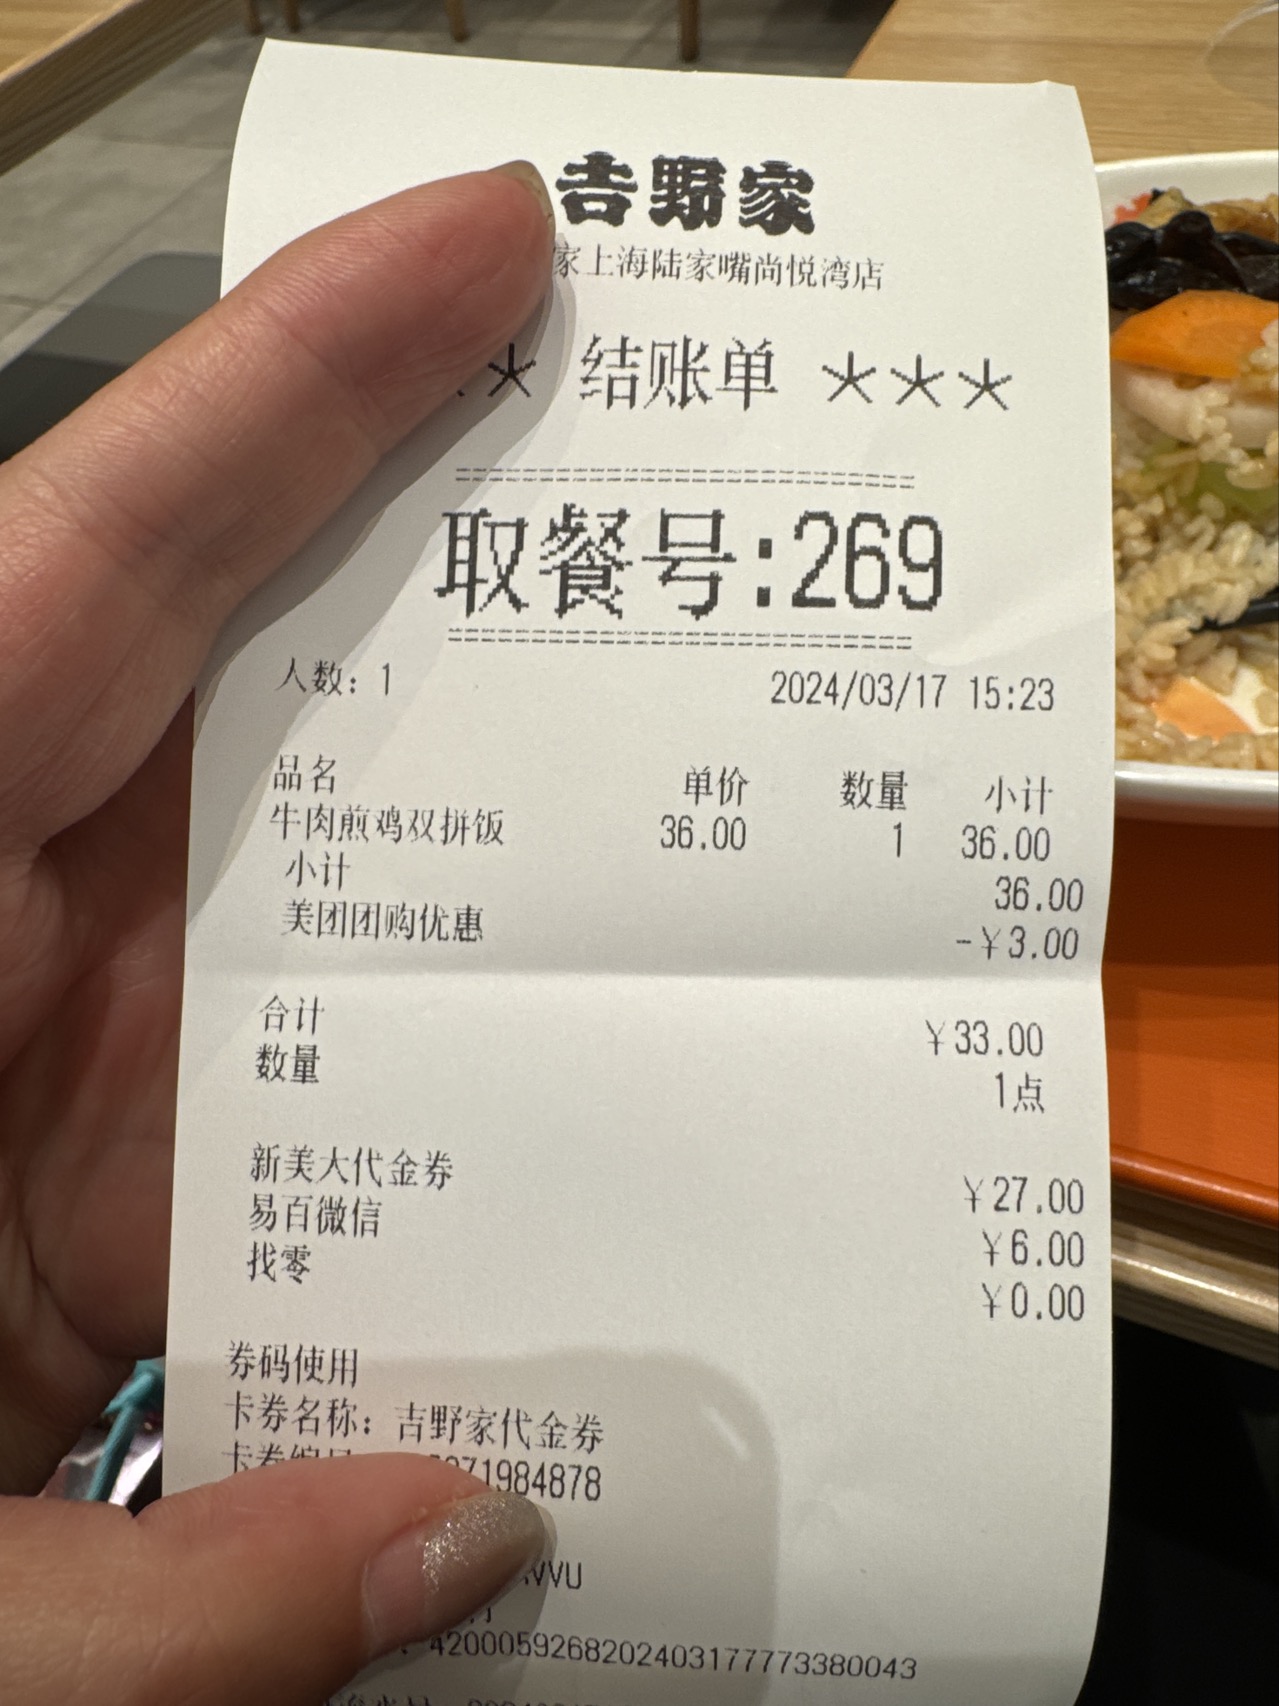 吉野家
家上海陆家嘴尚悦湾店
** 结账单 ***
取餐号:269
人数: 1 2024/03/17 15:23
品名 单价 数量 小计
牛肉煎鸡双拼饭 36.00 1 36.00
小计 36.00
美团团购优惠 -¥3.00
合计 ¥33.00
数量 1点
新美大代金券 ¥27.00
易百微信 ¥6.00
找零 ¥0.00
券码使用
卡券名称: 吉野家代金券
卡券 71984878
VVU
4200059268202403177773380043